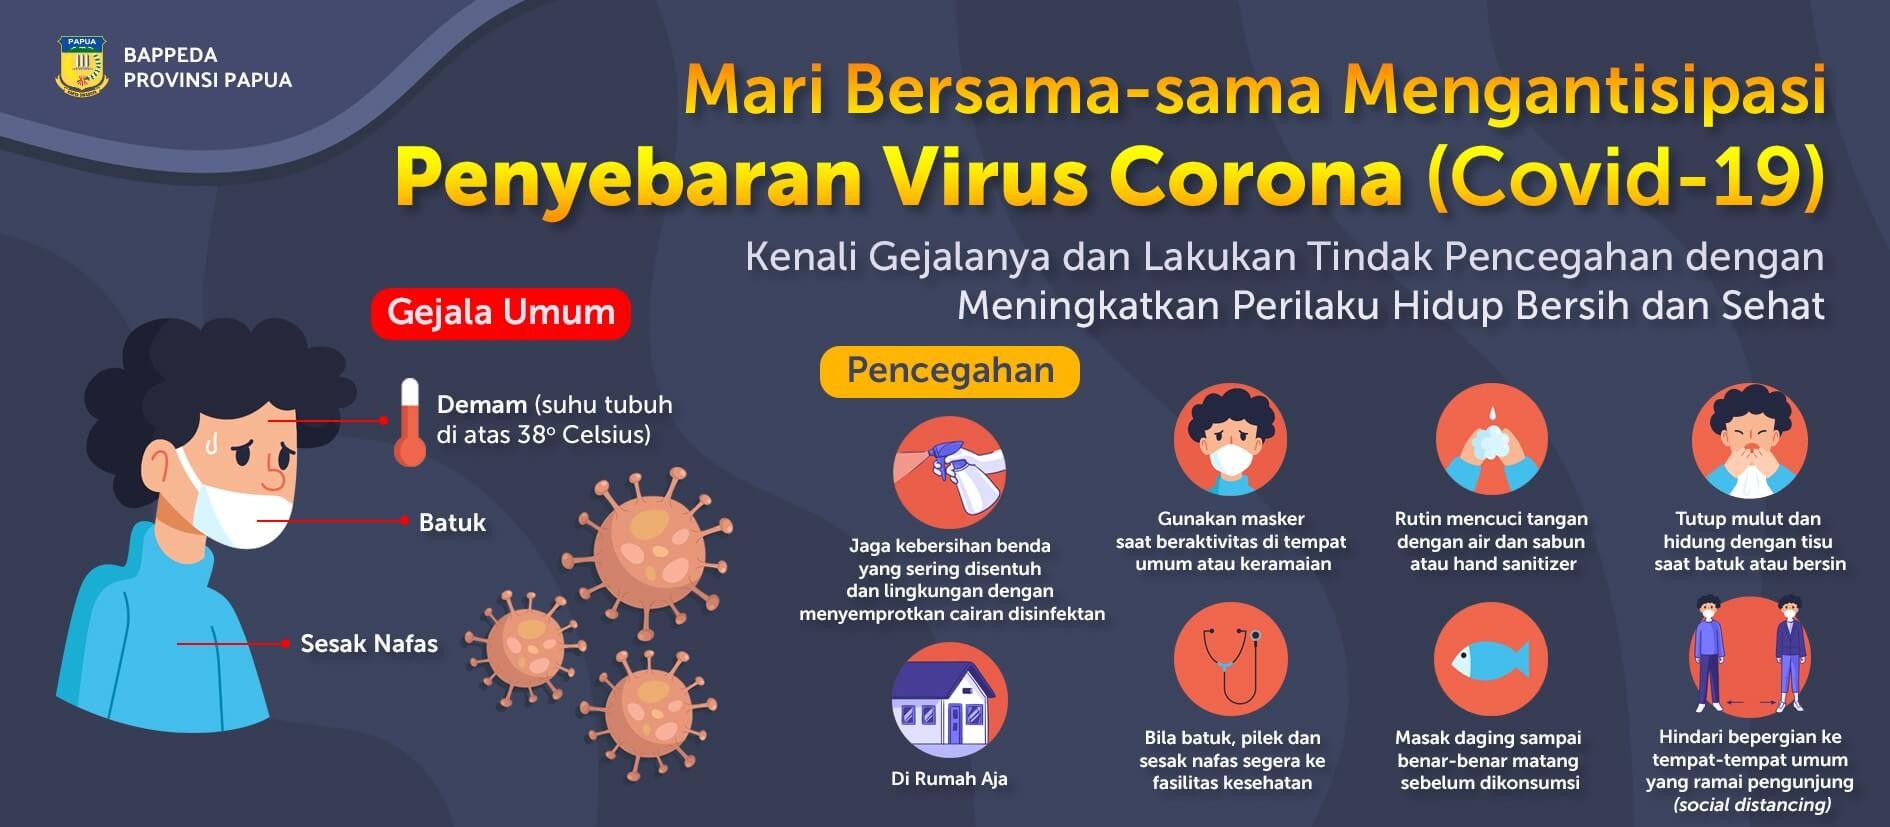 PAPUA
BAPPEDA
PROVINSI PAPUA
Mari Bersama-sama Mengantisipasi
Penyebaran Virus Corona (Covid-19)
Kenali Gejalanya dan Lakukan Tindak Pencegahan dengan
Meningkatkan Perilaku Hidup Bersih dan Sehat
Gejala Umum
Demam (suhu tubuh
di atas 38° Celsius)
Batuk
Sesak Nafas
Pencegahan
Jaga kebersihan benda
yang sering disentuh
dan lingkungan dengan
menyemprotkan cairan disinfektan
Gunakan masker
saat beraktivitas di tempat
umum atau keramaian
Rutin mencuci tangan
dengan air dan sabun
atau hand sanitizer
Tutup mulut dan
hidung dengan tisu
saat batuk atau bersin
Di Rumah Aja
Bila batuk, pilek dan
sesak nafas segera ke
fasilitas kesehatan
Masak daging sampai
benar-benar matang
sebelum dikonsumsi
Hindari bepergian ke
tempat-tempat umum
yang ramai pengunjung
(social distancing)